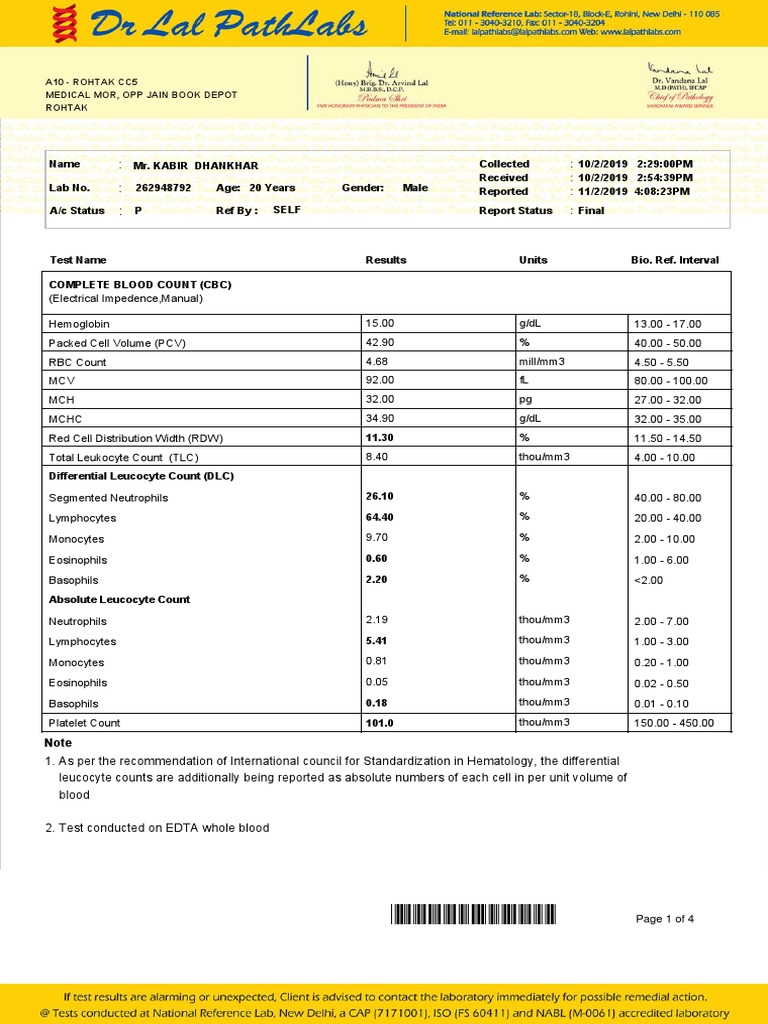 Dr Lal PathLabs
National Reference Lab: Sector-18, Block-E, Rohini, New Delhi - 110 085
Tel: 011 - 3040-3210, Fax: 011 - 3040-3204
E-mail: lalpathlabs@lalpathlabs.com Web: www.lalpathlabs.com
A10 - ROHTAK CC5
MEDICAL MOR, OPP JAIN BOOK DEPOT
ROHTAK
(Hony) Brig. Dr. Arvind Lal
M.B.B.S., D.C.P.
Padma Shri
FMR HONORARY PHYSICIAN TO THE PRESIDENT OF INDIA
Vandana Lal
Dr. Vandana Lal
M.D (PATH), IFCAP
Chief of Pathology
SHIROMANI AWARD WINNER
Name : Mr. KABIR DHANKHAR Collected : 10/2/2019 2:29:00PM
Received : 10/2/2019 2:54:39PM
Lab No. : 262948792 Age: 20 Years Gender: Male Reported : 11/2/2019 4:08:23PM
A/c Status : P Ref By : SELF Report Status : Final
Test Name Results Units Bio. Ref. Interval
COMPLETE BLOOD COUNT (CBC)
(Electrical Impedence,Manual)
Hemoglobin 15.00 g/dL 13.00 - 17.00
Packed Cell Volume (PCV) 42.90 % 40.00 - 50.00
RBC Count 4.68 mill/mm3 4.50 - 5.50
MCV 92.00 fL 80.00 - 100.00
MCH 32.00 pg 27.00 - 32.00
MCHC 34.90 g/dL 32.00 - 35.00
Red Cell Distribution Width (RDW) 11.30 % 11.50 - 14.50
Total Leukocyte Count (TLC) 8.40 thou/mm3 4.00 - 10.00
Differential Leucocyte Count (DLC)
Segmented Neutrophils 26.10 % 40.00 - 80.00
Lymphocytes 64.40 % 20.00 - 40.00
Monocytes 9.70 % 2.00 - 10.00
Eosinophils 0.60 % 1.00 - 6.00
Basophils 2.20 % <2.00
Absolute Leucocyte Count
Neutrophils 2.19 thou/mm3 2.00 - 7.00
Lymphocytes 5.41 thou/mm3 1.00 - 3.00
Monocytes 0.81 thou/mm3 0.20 - 1.00
Eosinophils 0.05 thou/mm3 0.02 - 0.50
Basophils 0.18 thou/mm3 0.01 - 0.10
Platelet Count 101.0 thou/mm3 150.00 - 450.00
Note
1. As per the recommendation of International council for Standardization in Hematology, the differential
leucocyte counts are additionally being reported as absolute numbers of each cell in per unit volume of
blood
2. Test conducted on EDTA whole blood
Page 1 of 4
If test results are alarming or unexpected, Client is advised to contact the laboratory immediately for possible remedial action.
@ Tests conducted at National Reference Lab, New Delhi, a CAP (7171001), ISO (FS 60411) and NABL (M-0061) accredited laboratory